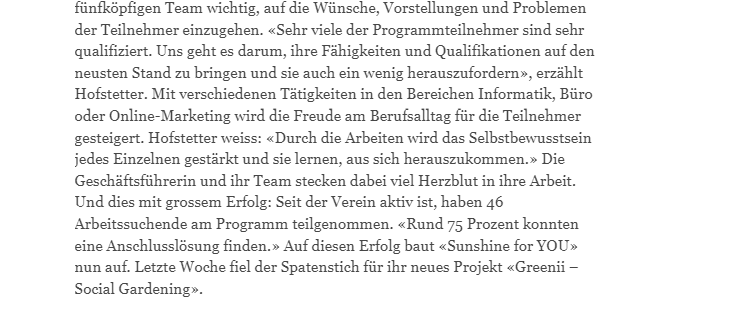 fünfköpfigen Team wichtig, auf die Wünsche, Vorstellungen und Problemen
der Teilnehmer einzugehen. «Sehr viele der Programmteilnehmer sind sehr
qualifiziert. Uns geht es darum, ihre Fähigkeiten und Qualifikationen auf den
neusten Stand zu bringen und sie auch ein wenig herauszufordern», erzählt
Hofstetter. Mit verschiedenen Tätigkeiten in den Bereichen Informatik, Büro
oder Online-Marketing wird die Freude am Berufsalltag für die Teilnehmer
gesteigert. Hofstetter weiss: «Durch die Arbeiten wird das Selbstbewusstsein
jedes Einzelnen gestärkt und sie lernen, aus sich herauszukommen.» Die
Geschäftsführerin und ihr Team stecken dabei viel Herzblut in ihre Arbeit.
Und dies mit grossem Erfolg: Seit der Verein aktiv ist, haben 46
Arbeitssuchende am Programm teilgenommen. «Rund 75 Prozent konnten
eine Anschlusslösung finden.» Auf diesen Erfolg baut «Sunshine for YOU»
nun auf. Letzte Woche fiel der Spatenstich für ihr neues Projekt «Greenii –
Social Gardening».